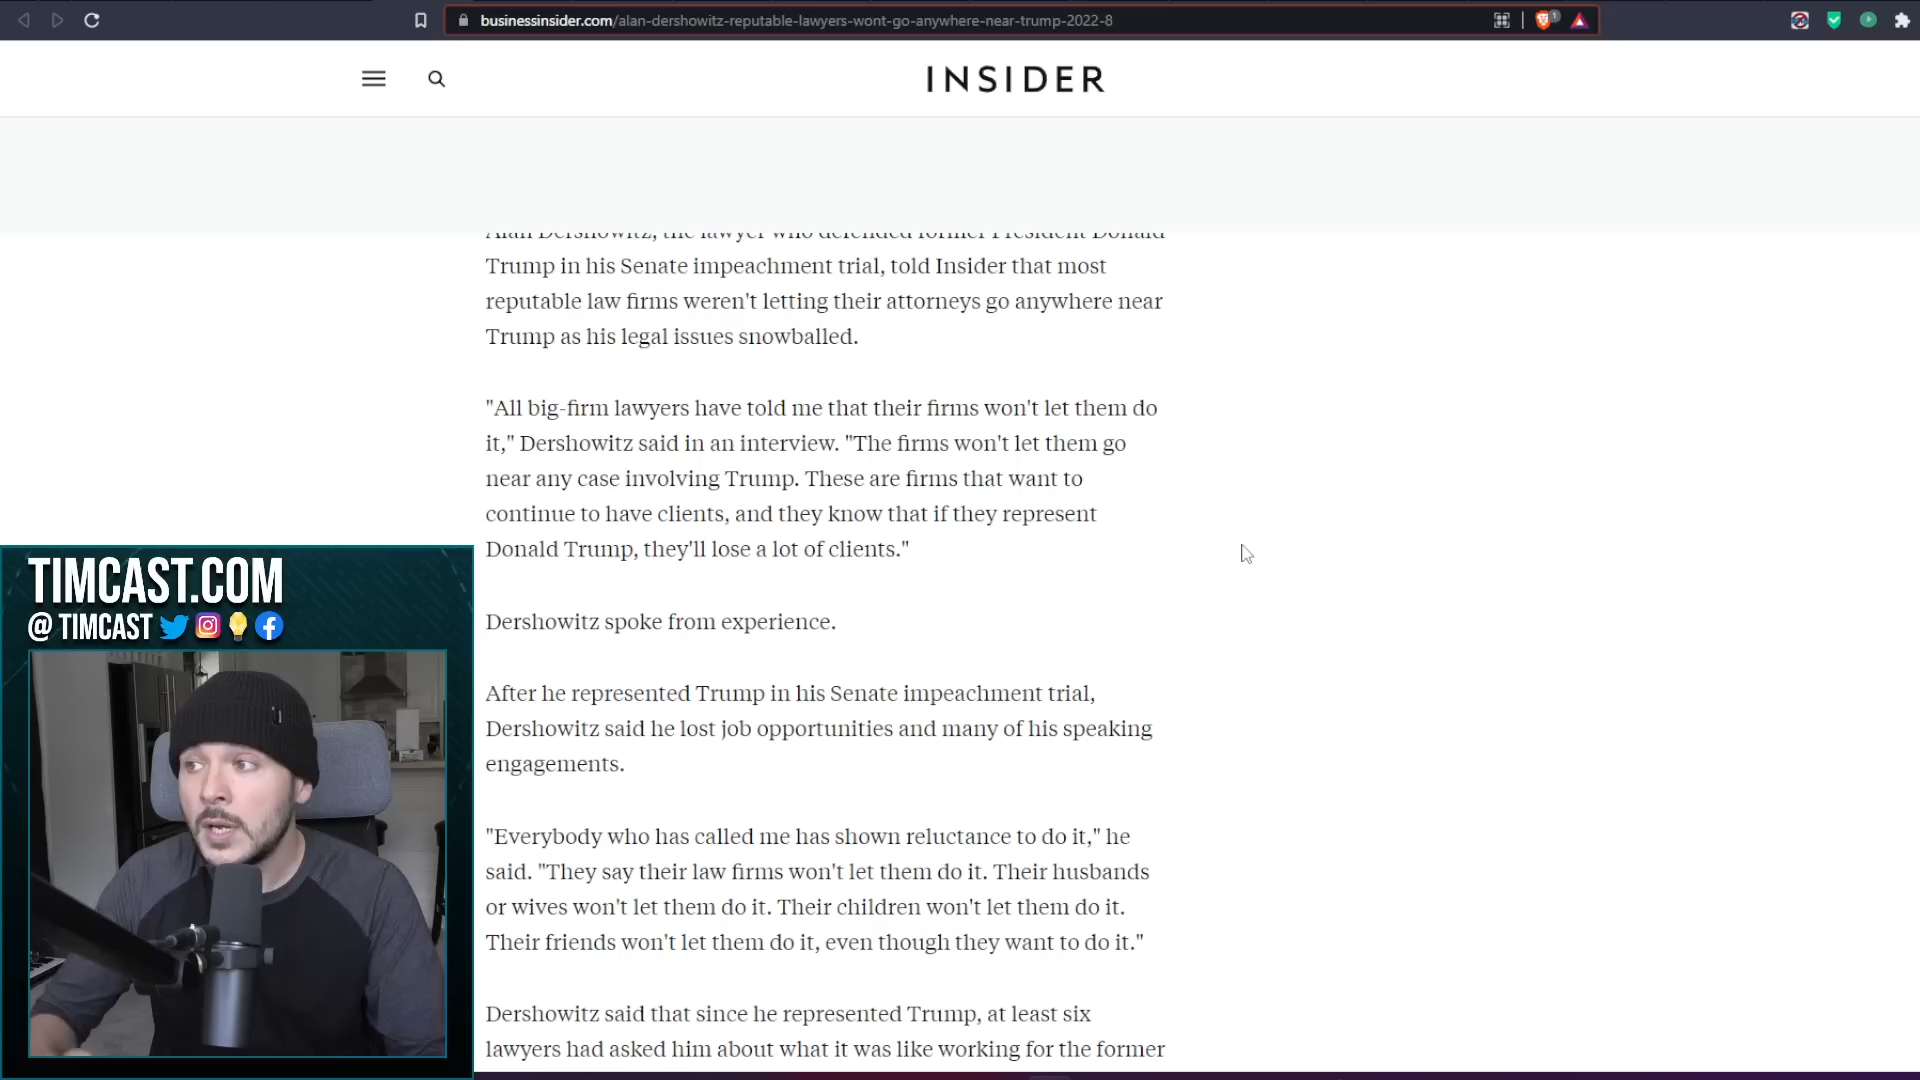 businessinsider.com/alan-dershowitz-reputable-lawyers-wont-go-anywhere-near-trump-2022-8
1
INSIDER
Alan Dershowitz, the lawyer who defended former President Donald
Trump in his Senate impeachment trial, told Insider that most
reputable law firms weren't letting their attorneys go anywhere near
Trump as his legal issues snowballed.
"All big-firm lawyers have told me that their firms won't let them do
it," Dershowitz said in an interview. "The firms won't let them go
near any case involving Trump. These are firms that want to
continue to have clients, and they know that if they represent
Donald Trump, they'll lose a lot of clients."
Dershowitz spoke from experience.
After he represented Trump in his Senate impeachment trial,
Dershowitz said he lost job opportunities and many of his speaking
engagements.
"Everybody who has called me has shown reluctance to do it," he
said. "They say their law firms won't let them do it. Their husbands
or wives won't let them do it. Their children won't let them do it.
Their friends won't let them do it, even though they want to do it."
Dershowitz said that since he represented Trump, at least six
lawyers had asked him about what it was like working for the former
TIMCAST.COM
@ TIMCAST